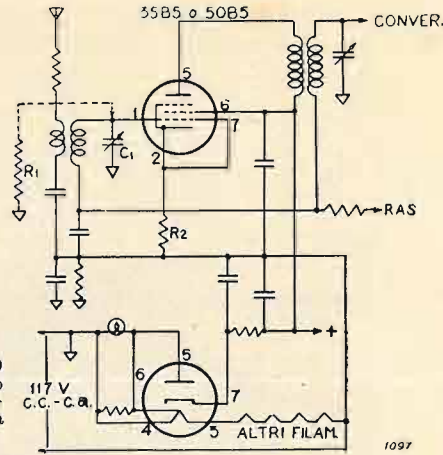 35B5 o 50B5
CONVER.
5
1
6
7
2
C1
R1
R2
RAS
+
5
6
7
4
5
117 V
C.C.-C.a.
ALTRI FILAM.
1097